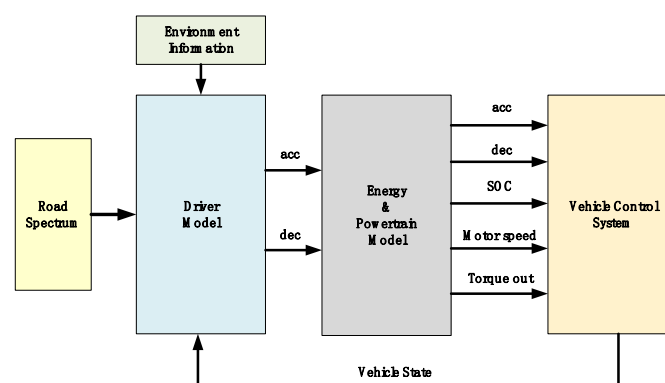 Environment
Information
Road
Spectrum
Driver
Model
acc
dec
Energy
&
Powertrain
Model
acc
dec
SOC
Motor speed
Torque out
Vehicle Control
System
Vehicle State